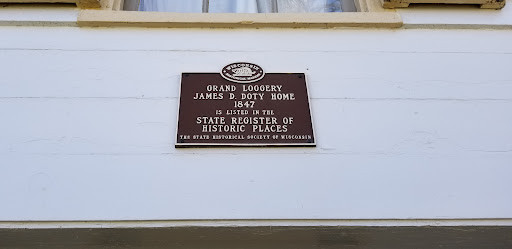 WISCONSIN
GRAND LOGGERY
JAMES D. DOTY HOME
1847
IS LISTED IN THE
STATE REGISTER OF
HISTORIC PLACES
THE STATE HISTORICAL SOCIETY OF WISCONSIN